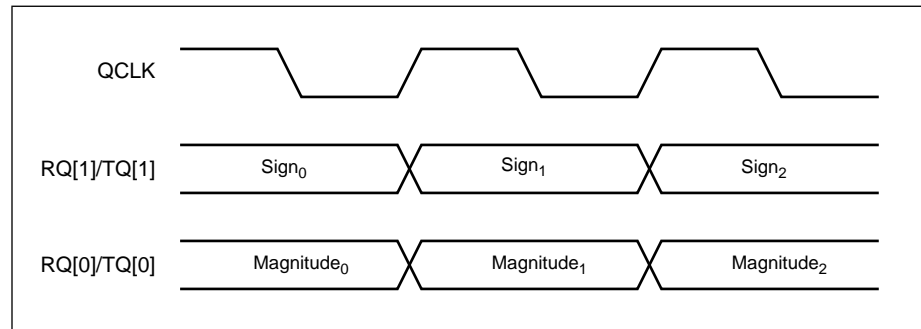 QCLK
RQ[1]/TQ[1] Sign0 Sign1 Sign2
RQ[0]/TQ[0] Magnitude0 Magnitude1 Magnitude2